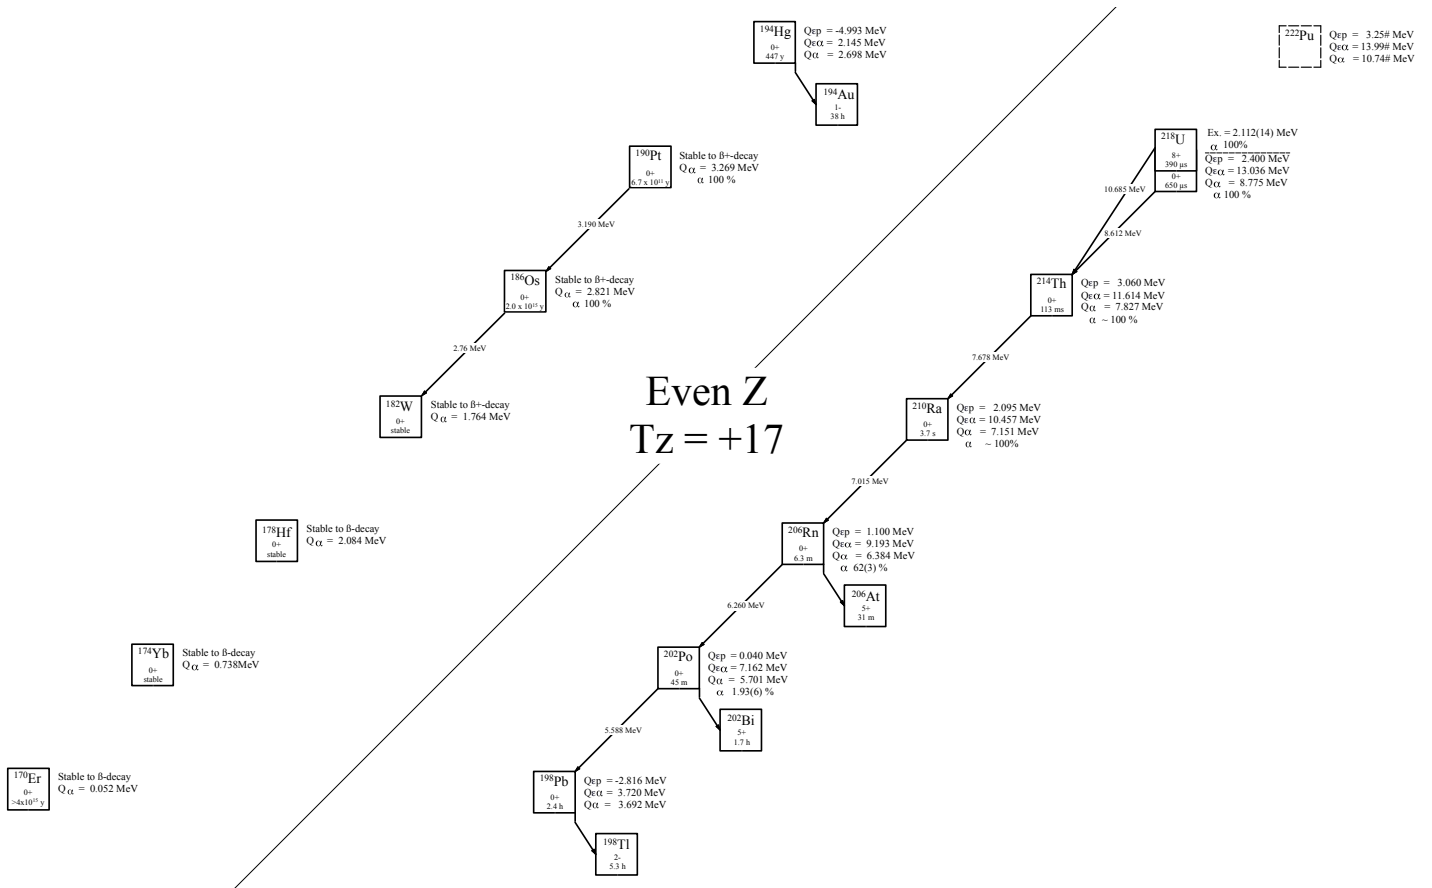 194Hg
0+
447 y
Qεp = -4.993 MeV
Qεα = 2.145 MeV
Qα = 2.698 MeV
194Au
1-
38 h
222Pu
Qεp = 3.25# MeV
Qεα = 13.99# MeV
Qα = 10.74# MeV
218U
8+
390 μs
0+
650 μs
Ex. = 2.112(14) MeV
α 100%
Qεp = 2.400 MeV
Qεα = 13.036 MeV
Qα = 8.775 MeV
α 100 %
10.685 MeV
8.612 MeV
190Pt
0+
6.7 x 10¹¹ y
Stable to ß+-decay
Qα = 3.269 MeV
α 100 %
3.190 MeV
186Os
0+
2.0 x 10¹⁵ y
Stable to ß+-decay
Qα = 2.821 MeV
α 100 %
2.76 MeV
214Th
0+
113 ms
Qεp = 3.060 MeV
Qεα = 11.614 MeV
Qα = 7.827 MeV
α ~ 100 %
7.678 MeV
182W
0+
stable
Stable to ß+-decay
Qα = 1.764 MeV
Even Z
Tz = +17
210Ra
0+
3.7 s
Qεp = 2.095 MeV
Qεα = 10.457 MeV
Qα = 7.151 MeV
α ~ 100%
7.015 MeV
178Hf
0+
stable
Stable to ß-decay
Qα = 2.084 MeV
206Rn
0+
6.3 m
Qεp = 1.100 MeV
Qεα = 9.193 MeV
Qα = 6.384 MeV
α 62(3) %
206At
5+
31 m
6.260 MeV
174Yb
0+
stable
Stable to ß-decay
Qα = 0.738MeV
202Po
0+
45 m
Qεp = 0.040 MeV
Qεα = 7.162 MeV
Qα = 5.701 MeV
α 1.93(6) %
202Bi
5+
1.7 h
5.588 MeV
170Er
0+
>4x10¹⁵ y
Stable to ß-decay
Qα = 0.052 MeV
198Pb
0+
2.4 h
Qεp = -2.816 MeV
Qεα = 3.720 MeV
Qα = 3.692 MeV
198Tl
2-
5.3 h